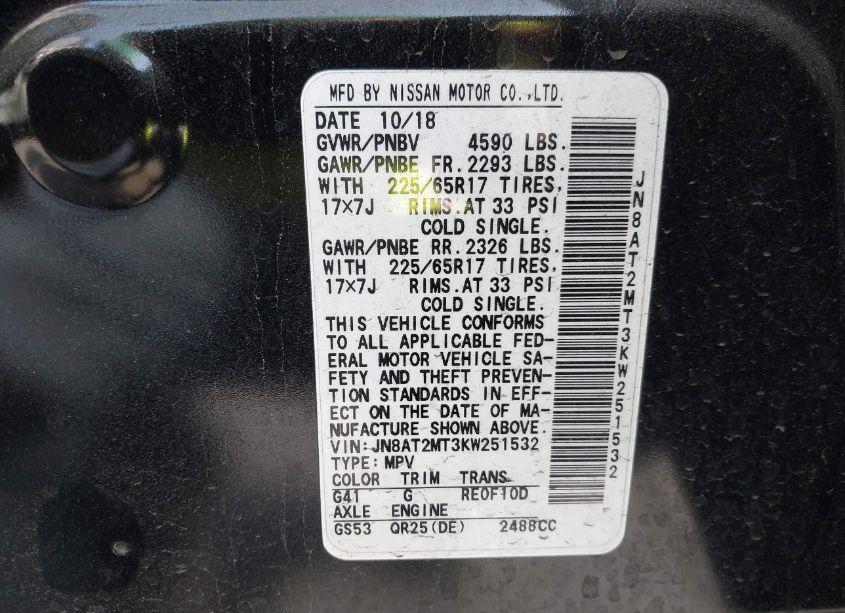 MFD BY NISSAN MOTOR CO.,LTD.
DATE 10/18
GVWR/PNBV 4590 LBS.
GAWR/PNBE FR. 2293 LBS.
WITH 225/65R17 TIRES,
17×7J RIMS.AT 33 PSI
COLD SINGLE.
GAWR/PNBE RR. 2326 LBS.
WITH 225/65R17 TIRES,
17×7J RIMS.AT 33 PSI
COLD SINGLE.
THIS VEHICLE CONFORMS
TO ALL APPLICABLE FED-
ERAL MOTOR VEHICLE SA-
FETY AND THEFT PREVEN-
TION STANDARDS IN EFF-
ECT ON THE DATE OF MA-
NUFACTURE SHOWN ABOVE.
VIN:JN8AT2MT3KW251532
TYPE:MPV
COLOR TRIM TRANS
G41 G RE0F10D
AXLE ENGINE
GS53 QR25(DE) 2488CC
JN8AT2MT3KW251532